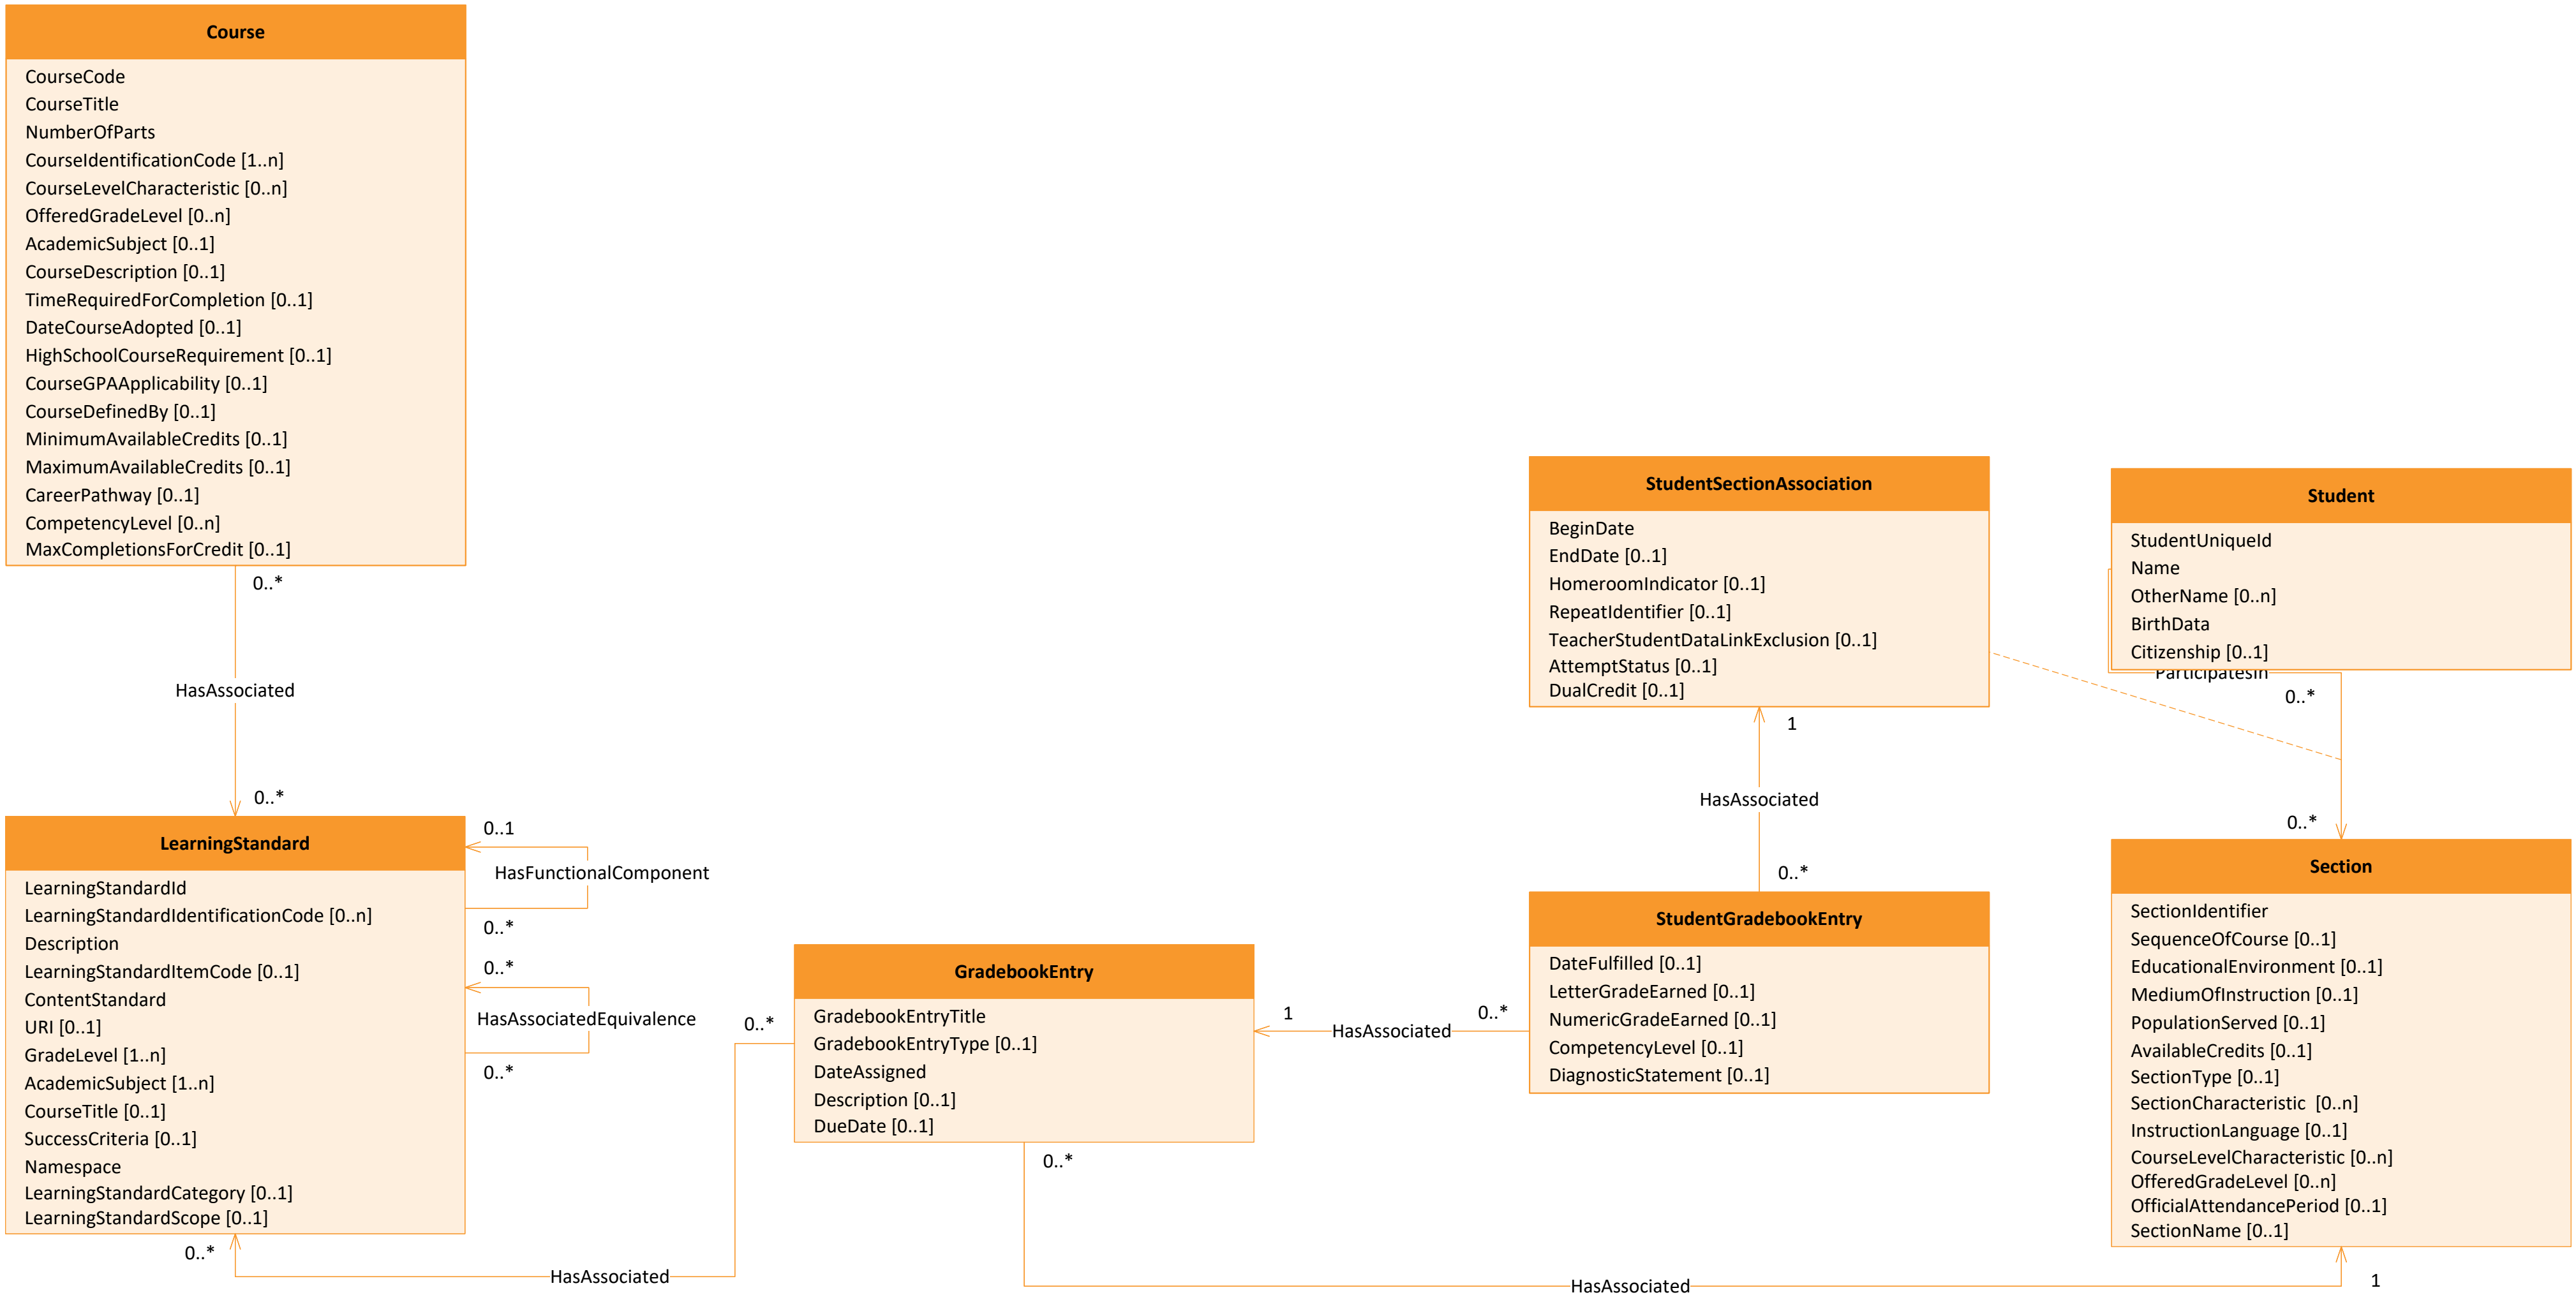 Course
CourseCode
CourseTitle
NumberOfParts
CourseIdentificationCode [1..n]
CourseLevelCharacteristic [0..n]
OfferedGradeLevel [0..n]
AcademicSubject [0..1]
CourseDescription [0..1]
TimeRequiredForCompletion [0..1]
DateCourseAdopted [0..1]
HighSchoolCourseRequirement [0..1]
CourseGPAApplicability [0..1]
CourseDefinedBy [0..1]
MinimumAvailableCredits [0..1]
MaximumAvailableCredits [0..1]
CareerPathway [0..1]
CompetencyLevel [0..n]
MaxCompletionsForCredit [0..1]
0..*
HasAssociated
0..*
LearningStandard
LearningStandardId
LearningStandardIdentificationCode [0..n]
Description
LearningStandardItemCode [0..1]
ContentStandard
URI [0..1]
GradeLevel [1..n]
AcademicSubject [1..n]
CourseTitle [0..1]
SuccessCriteria [0..1]
Namespace
LearningStandardCategory [0..1]
LearningStandardScope [0..1]
0..1
HasFunctionalComponent
0..*
0..*
HasAssociatedEquivalence
0..*
0..*
HasAssociated
0..*
GradebookEntry
GradebookEntryTitle
GradebookEntryType [0..1]
DateAssigned
Description [0..1]
DueDate [0..1]
0..*
HasAssociated
1
1
HasAssociated
0..*
StudentSectionAssociation
BeginDate
EndDate [0..1]
HomeroomIndicator [0..1]
RepeatIdentifier [0..1]
TeacherStudentDataLinkExclusion [0..1]
AttemptStatus [0..1]
DualCredit [0..1]
1
HasAssociated
0..*
StudentGradebookEntry
DateFulfilled [0..1]
LetterGradeEarned [0..1]
NumericGradeEarned [0..1]
CompetencyLevel [0..1]
DiagnosticStatement [0..1]
Student
StudentUniqueId
Name
OtherName [0..n]
BirthData
Citizenship [0..1]
ParticipatesIn
0..*
0..*
Section
SectionIdentifier
SequenceOfCourse [0..1]
EducationalEnvironment [0..1]
MediumOfInstruction [0..1]
PopulationServed [0..1]
AvailableCredits [0..1]
SectionType [0..1]
SectionCharacteristic [0..n]
InstructionLanguage [0..1]
CourseLevelCharacteristic [0..n]
OfferedGradeLevel [0..n]
OfficialAttendancePeriod [0..1]
SectionName [0..1]